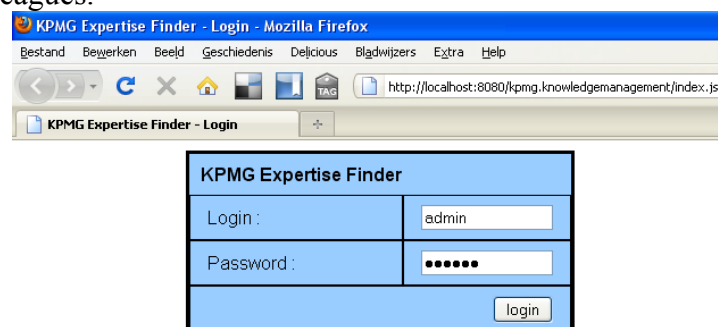 eagues.
KPMG Expertise Finder - Login - Mozilla Firefox
Bestand Bewerken Beeld Geschiedenis Delicious Bladwijzers Extra Help
TAG http://localhost:8080/kpmg.knowledgemanagement/index.js
KPMG Expertise Finder - Login
KPMG Expertise Finder
Login : admin
Password : ●●●●●●
login